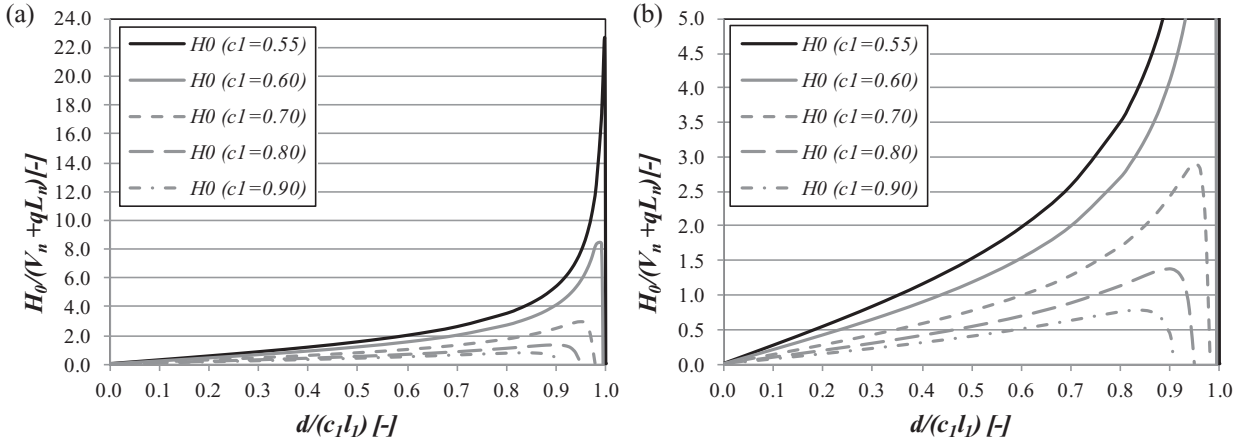 (a)
24.0
22.0
20.0
18.0
16.0
14.0
12.0
10.0
8.0
6.0
4.0
2.0
0.0
H0 (c1=0.55)
H0 (c1=0.60)
H0 (c1=0.70)
H0 (c1=0.80)
H0 (c1=0.90)
H₀/(Vₙ +qLₙ) [-]
0.0 0.1 0.2 0.3 0.4 0.5 0.6 0.7 0.8 0.9 1.0
d/(c₁l₁) [-]
(b)
5.0
4.5
4.0
3.5
3.0
2.5
2.0
1.5
1.0
0.5
0.0
H0 (c1=0.55)
H0 (c1=0.60)
H0 (c1=0.70)
H0 (c1=0.80)
H0 (c1=0.90)
H₀/(Vₙ +qLₙ) [-]
0.0 0.1 0.2 0.3 0.4 0.5 0.6 0.7 0.8 0.9 1.0
d/(c₁l₁) [-]